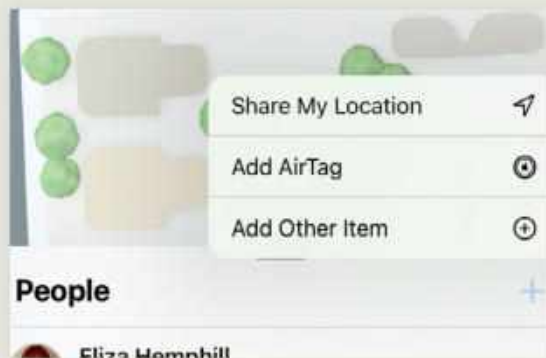 Share My Location
Add AirTag
Add Other Item
People
Eliza Hemphill